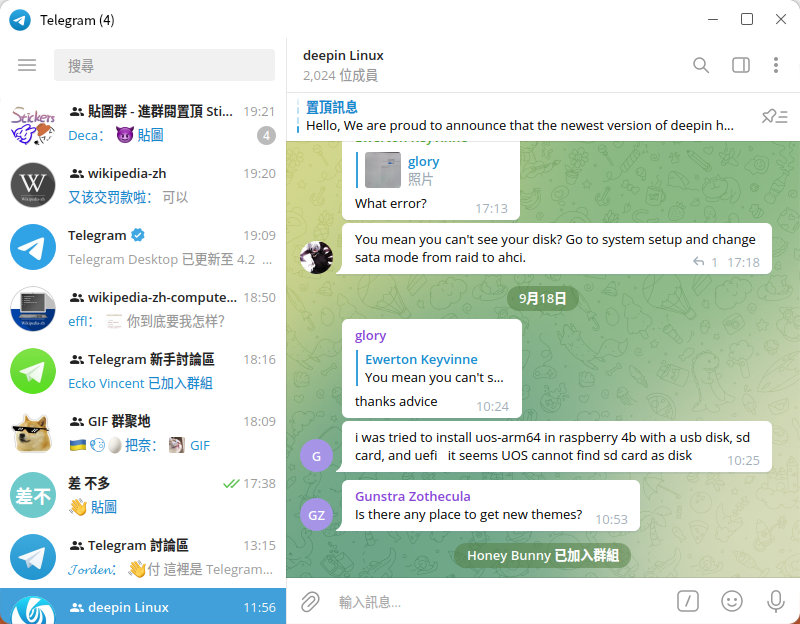 Telegram (4)
搜尋
Stickers
貼圖群 - 進群閱置頂 Sti... 19:21
Deca: 😈 貼圖 4
W
Wikipedia-zh
wikipedia-zh 19:20
又该交罚款啦: 可以
Telegram 19:09
Telegram Desktop 已更新至 4.2 ...
wikipedia-zh-compute... 18:50
effl: 你到底要我怎样?
Telegram 新手討論區 18:16
Ecko Vincent 已加入群組
GIF 群聚地 18:09
🇺🇦 🥚 把奈: GIF
差不
差 不多 17:38
👋 貼圖
Telegram 討論區 13:15
𝓙𝓸𝓻𝓭𝓮𝓷: 👋付 這裡是 Telegram...
deepin Linux 11:56
deepin Linux
2,024 位成員
置頂訊息
Hello, We are proud to announce that the newest version of deepin h...
Ewerton Keyvinne
glory
照片
What error? 17:13
You mean you can't see your disk? Go to system setup and change
sata mode from raid to ahci. 1 17:18
9月18日
glory
Ewerton Keyvinne
You mean you can't s...
thanks advice 10:24
G
i was tried to install uos-arm64 in raspberry 4b with a usb disk, sd
card, and uefi it seems UOS cannot find sd card as disk 10:25
GZ
Gunstra Zothecula
Is there any place to get new themes? 10:53
Honey Bunny 已加入群組
輸入訊息...
/